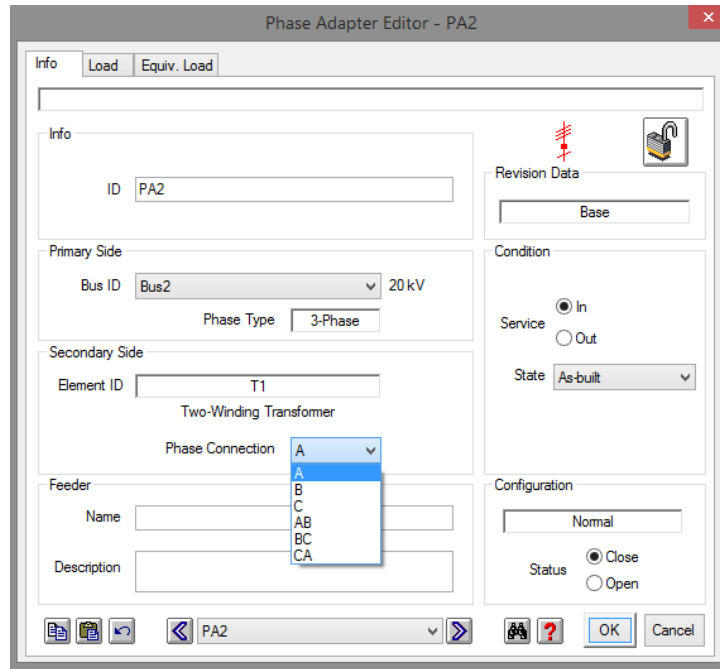 Phase Adapter Editor - PA2
Info Load Equiv. Load
Info
ID PA2
Revision Data
Base
Primary Side
Bus ID Bus2 20 kV
Phase Type 3-Phase
Condition
Service In
Out
State As-built
Secondary Side
Element ID T1
Two-Winding Transformer
Phase Connection A
A
B
C
AB
BC
CA
Feeder
Name
Description
Configuration
Normal
Status Close
Open
PA2
? OK Cancel